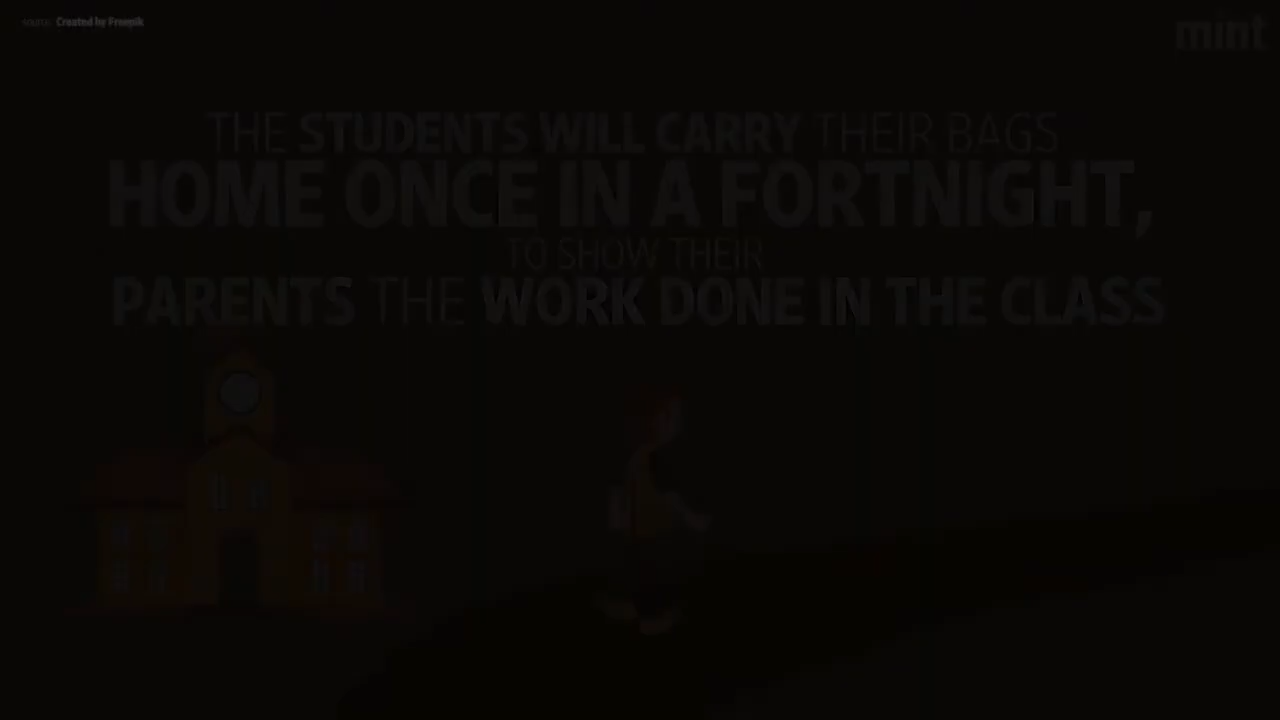 source: Created by Freepik
mint
THE STUDENTS WILL CARRY THEIR BAGS
HOME ONCE IN A FORTNIGHT,
TO SHOW THEIR
PARENTS THE WORK DONE IN THE CLASS